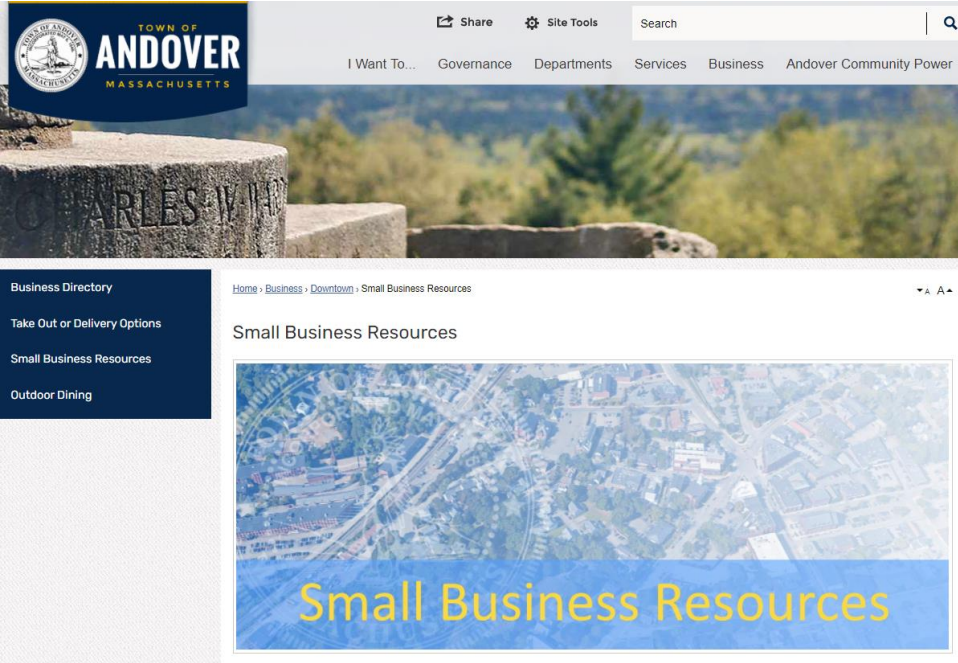 TOWN OF
ANDOVER
MASSACHUSETTS
Share
Site Tools
Search
I Want To...
Governance
Departments
Services
Business
Andover Community Power
CHARLES W WARD
Business Directory
Take Out or Delivery Options
Small Business Resources
Outdoor Dining
Home › Business › Downtown › Small Business Resources
A A
Small Business Resources
Small Business Resources